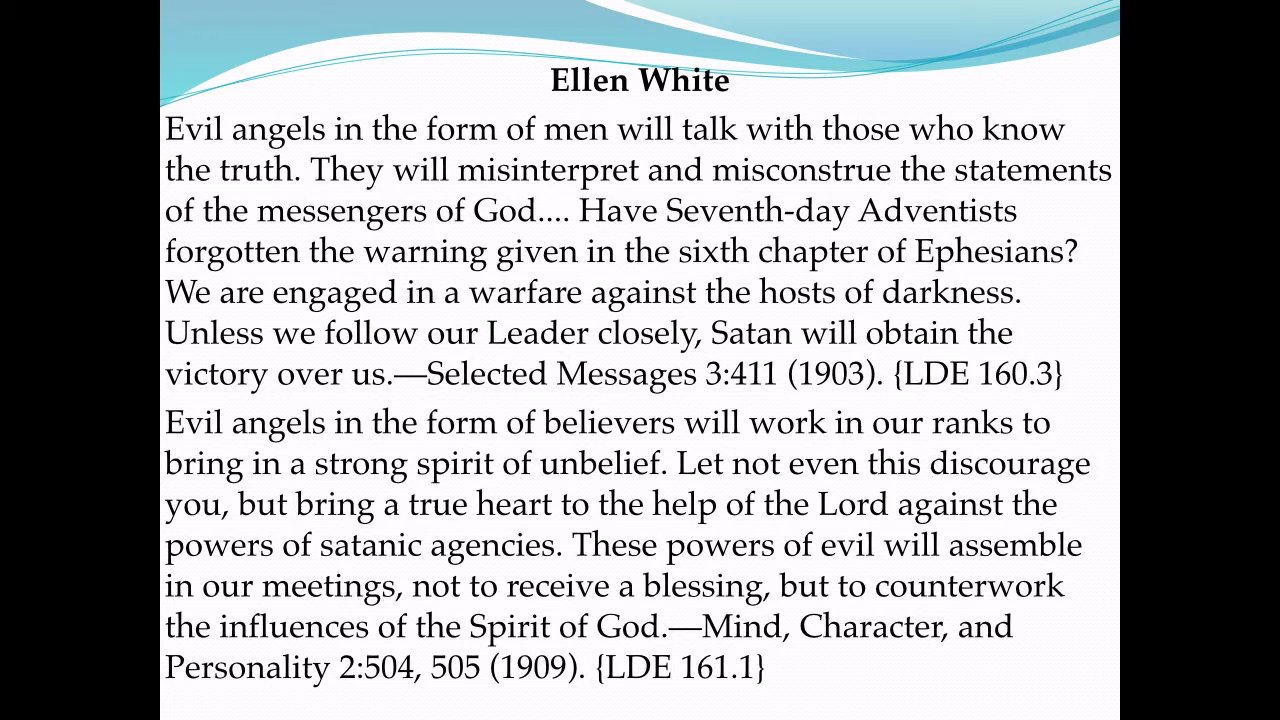 Ellen White
Evil angels in the form of men will talk with those who know
the truth. They will misinterpret and misconstrue the statements
of the messengers of God.... Have Seventh-day Adventists
forgotten the warning given in the sixth chapter of Ephesians?
We are engaged in a warfare against the hosts of darkness.
Unless we follow our Leader closely, Satan will obtain the
victory over us.—Selected Messages 3:411 (1903). {LDE 160.3}
Evil angels in the form of believers will work in our ranks to
bring in a strong spirit of unbelief. Let not even this discourage
you, but bring a true heart to the help of the Lord against the
powers of satanic agencies. These powers of evil will assemble
in our meetings, not to receive a blessing, but to counterwork
the influences of the Spirit of God.—Mind, Character, and
Personality 2:504, 505 (1909). {LDE 161.1}